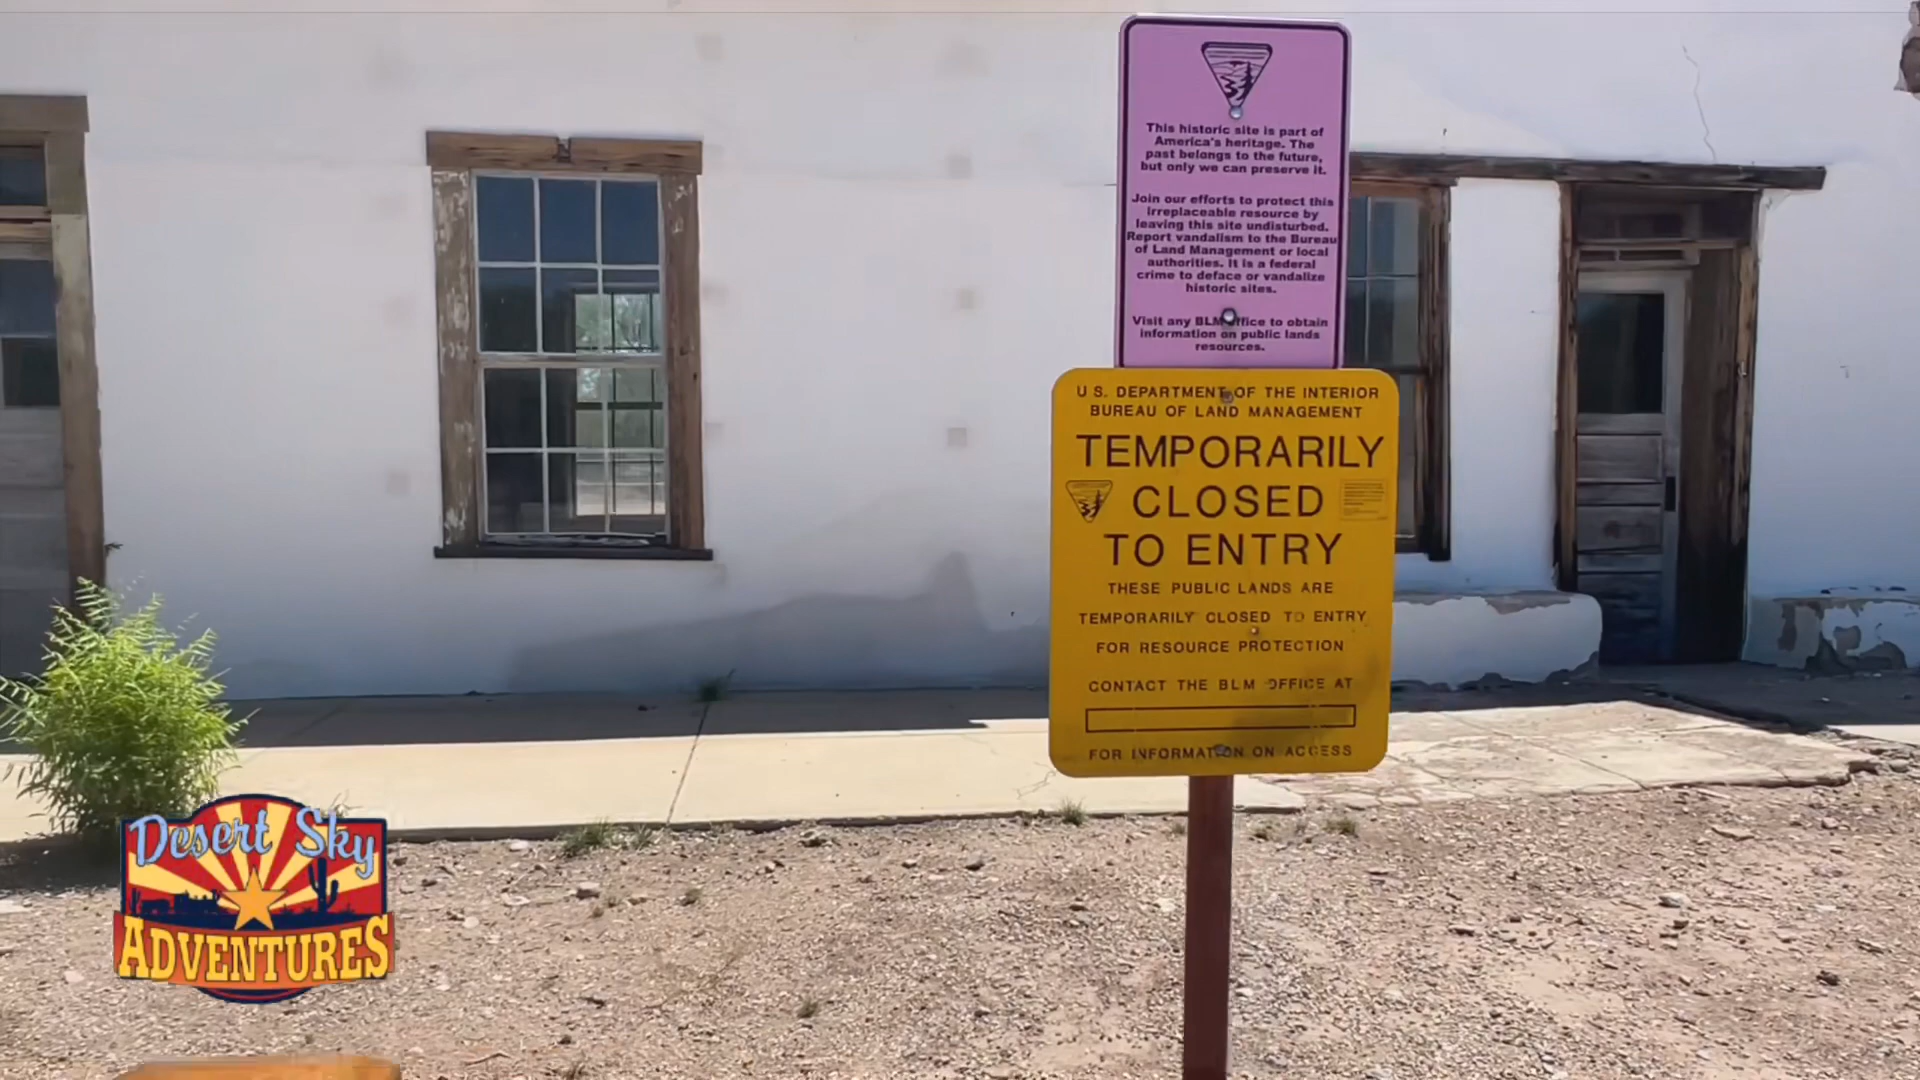 This historic site is part of
America's heritage. The
past belongs to the future,
but only we can preserve it.
Join our efforts to protect this
irreplaceable resource by
leaving this site undisturbed.
Report vandalism to the Bureau
of Land Management or local
authorities. It is a federal
crime to deface or vandalize
historic sites.
Visit any BLM office to obtain
information on public lands
resources.
U.S. DEPARTMENT OF THE INTERIOR
BUREAU OF LAND MANAGEMENT
TEMPORARILY
CLOSED
TO ENTRY
THESE PUBLIC LANDS ARE
TEMPORARILY CLOSED TO ENTRY
FOR RESOURCE PROTECTION
CONTACT THE BLM OFFICE AT
FOR INFORMATION ON ACCESS
Desert Sky
ADVENTURES